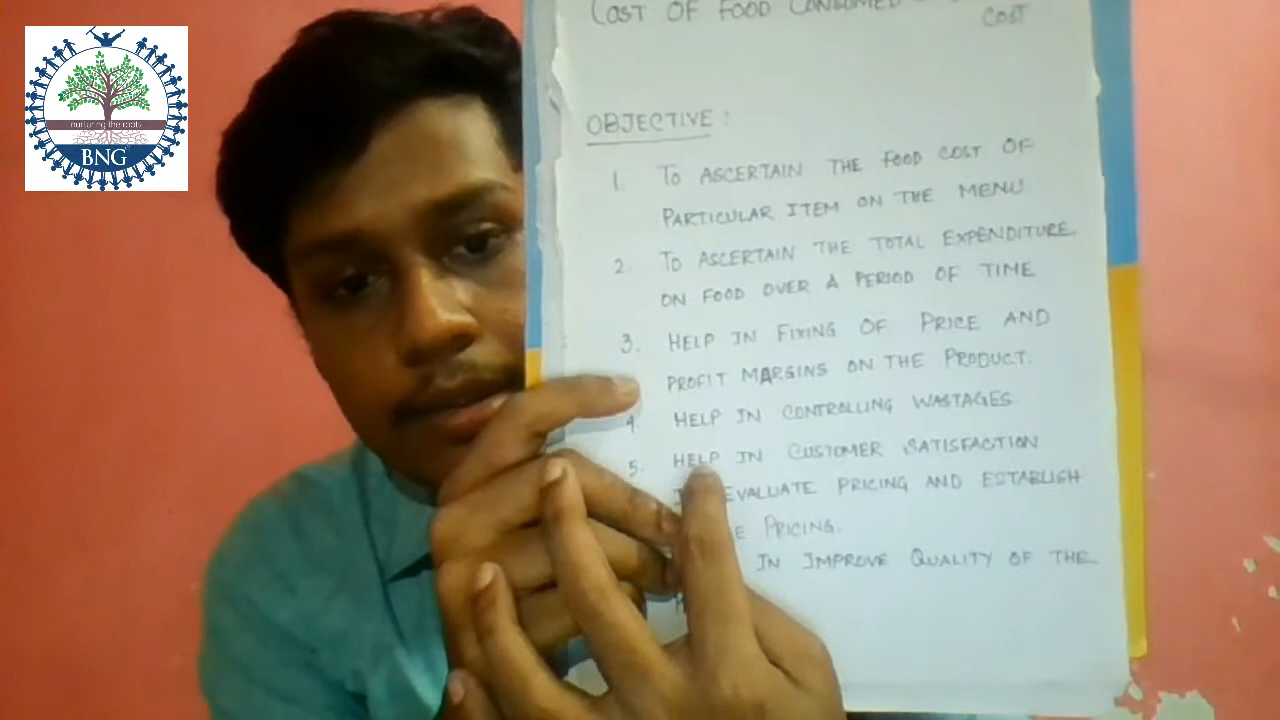 nurturing the roots
BNG
COST OF FOOD CONSUMED
COST
OBJECTIVE :
1. TO ASCERTAIN THE FOOD COST OF
PARTICULAR ITEM ON THE MENU
2. TO ASCERTAIN THE TOTAL EXPENDITURE
ON FOOD OVER A PERIOD OF TIME
3. HELP IN FIXING OF PRICE AND
PROFIT MARGINS ON THE PRODUCT.
4. HELP IN CONTROLLING WASTAGES
5. HELP IN CUSTOMER SATISFACTION
EVALUATE PRICING AND ESTABLISH
PRICING.
IN IMPROVE QUALITY OF THE